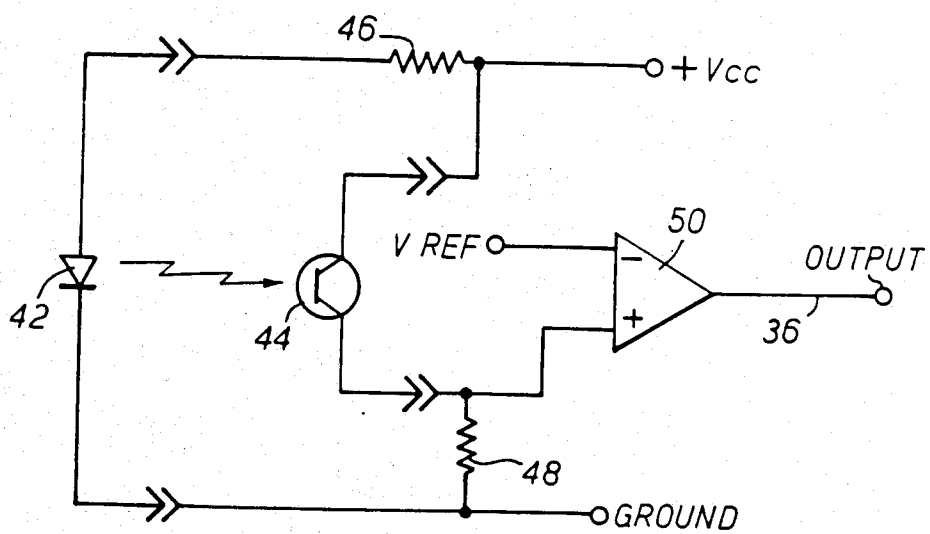 46
+ Vcc
V REF
50
OUTPUT
−
+
42
44
36
48
GROUND